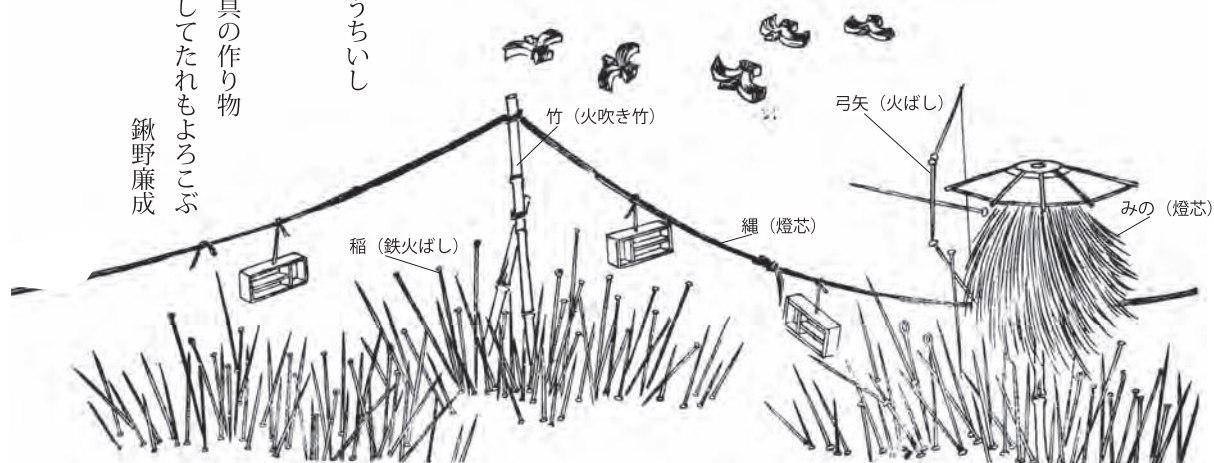 うちいし
具の作り物
してたれもよろこぶ
鍬野廉成
弓矢（火ばし）
竹（火吹き竹）
みの（燈芯）
縄（燈芯）
稲（鉄火ばし）